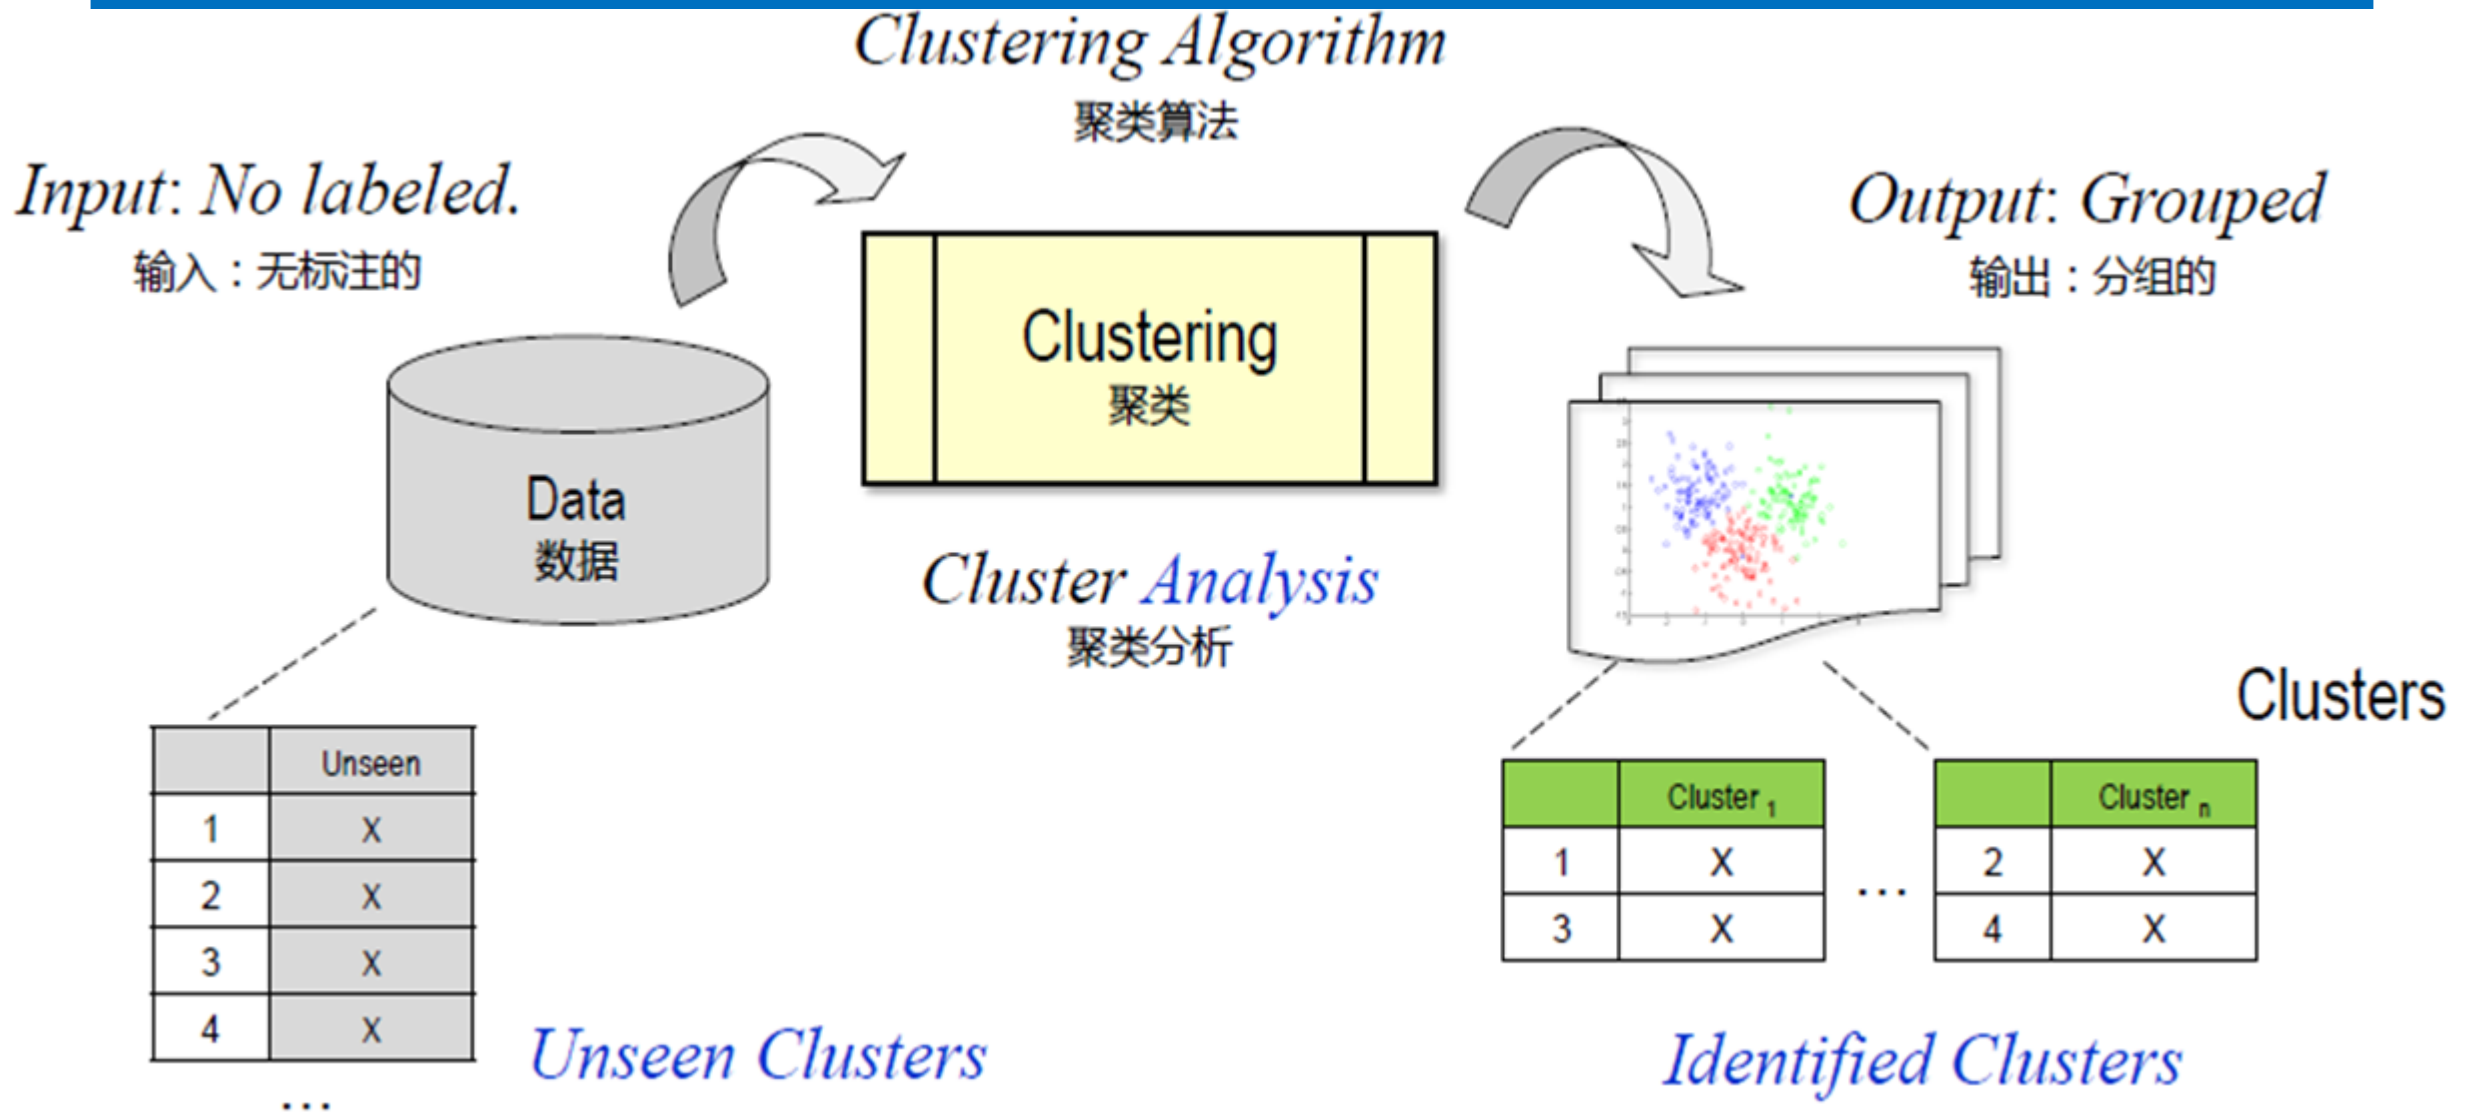 Clustering Algorithm
聚类算法
Input: No labeled.
输入：无标注的
Output: Grouped
输出：分组的
Clustering
聚类
Data
数据
Cluster Analysis
聚类分析
Clusters
Unseen
1 X
2 X
3 X
4 X
...
Unseen Clusters
Cluster 1
1 X
3 X
...
Cluster n
2 X
4 X
Identified Clusters